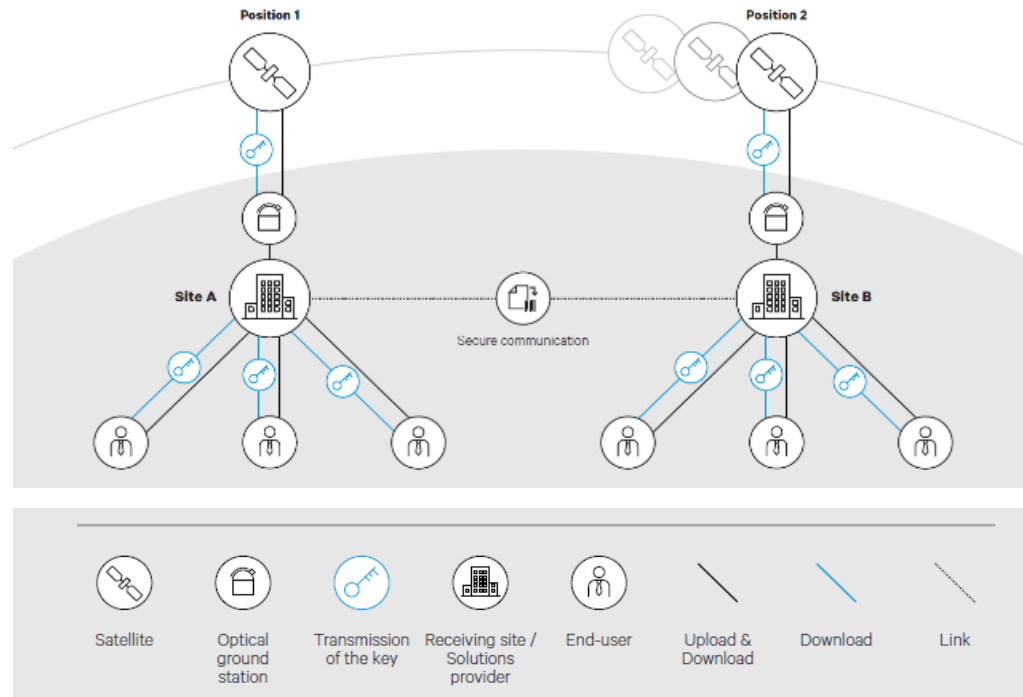 Position 1
Position 2
Site A
Site B
Secure communication
Satellite
Optical
ground
station
Transmission
of the key
Receiving site /
Solutions
provider
End-user
Upload &
Download
Download
Link